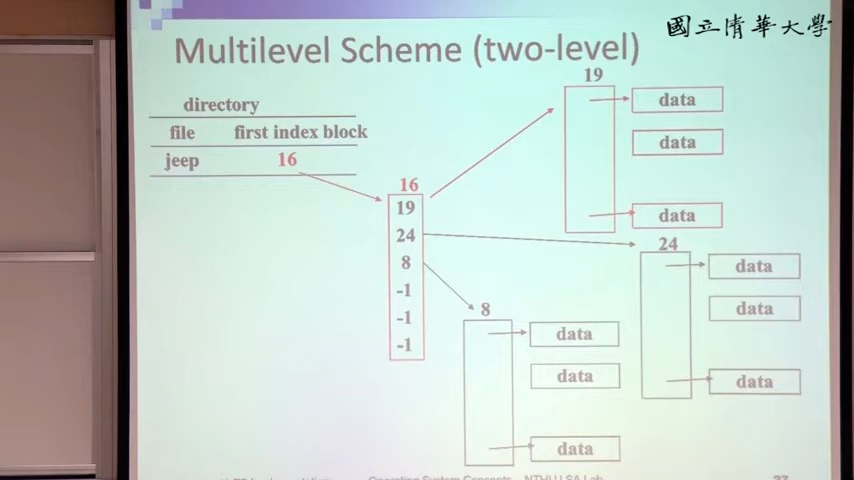 國立清華大學
Multilevel Scheme (two-level)
directory
file first index block
jeep 16
16
19
24
8
-1
-1
-1
19
data
data
data
24
data
data
data
8
data
data
data
Operating System Concepts – NTHU LSA Lab
27